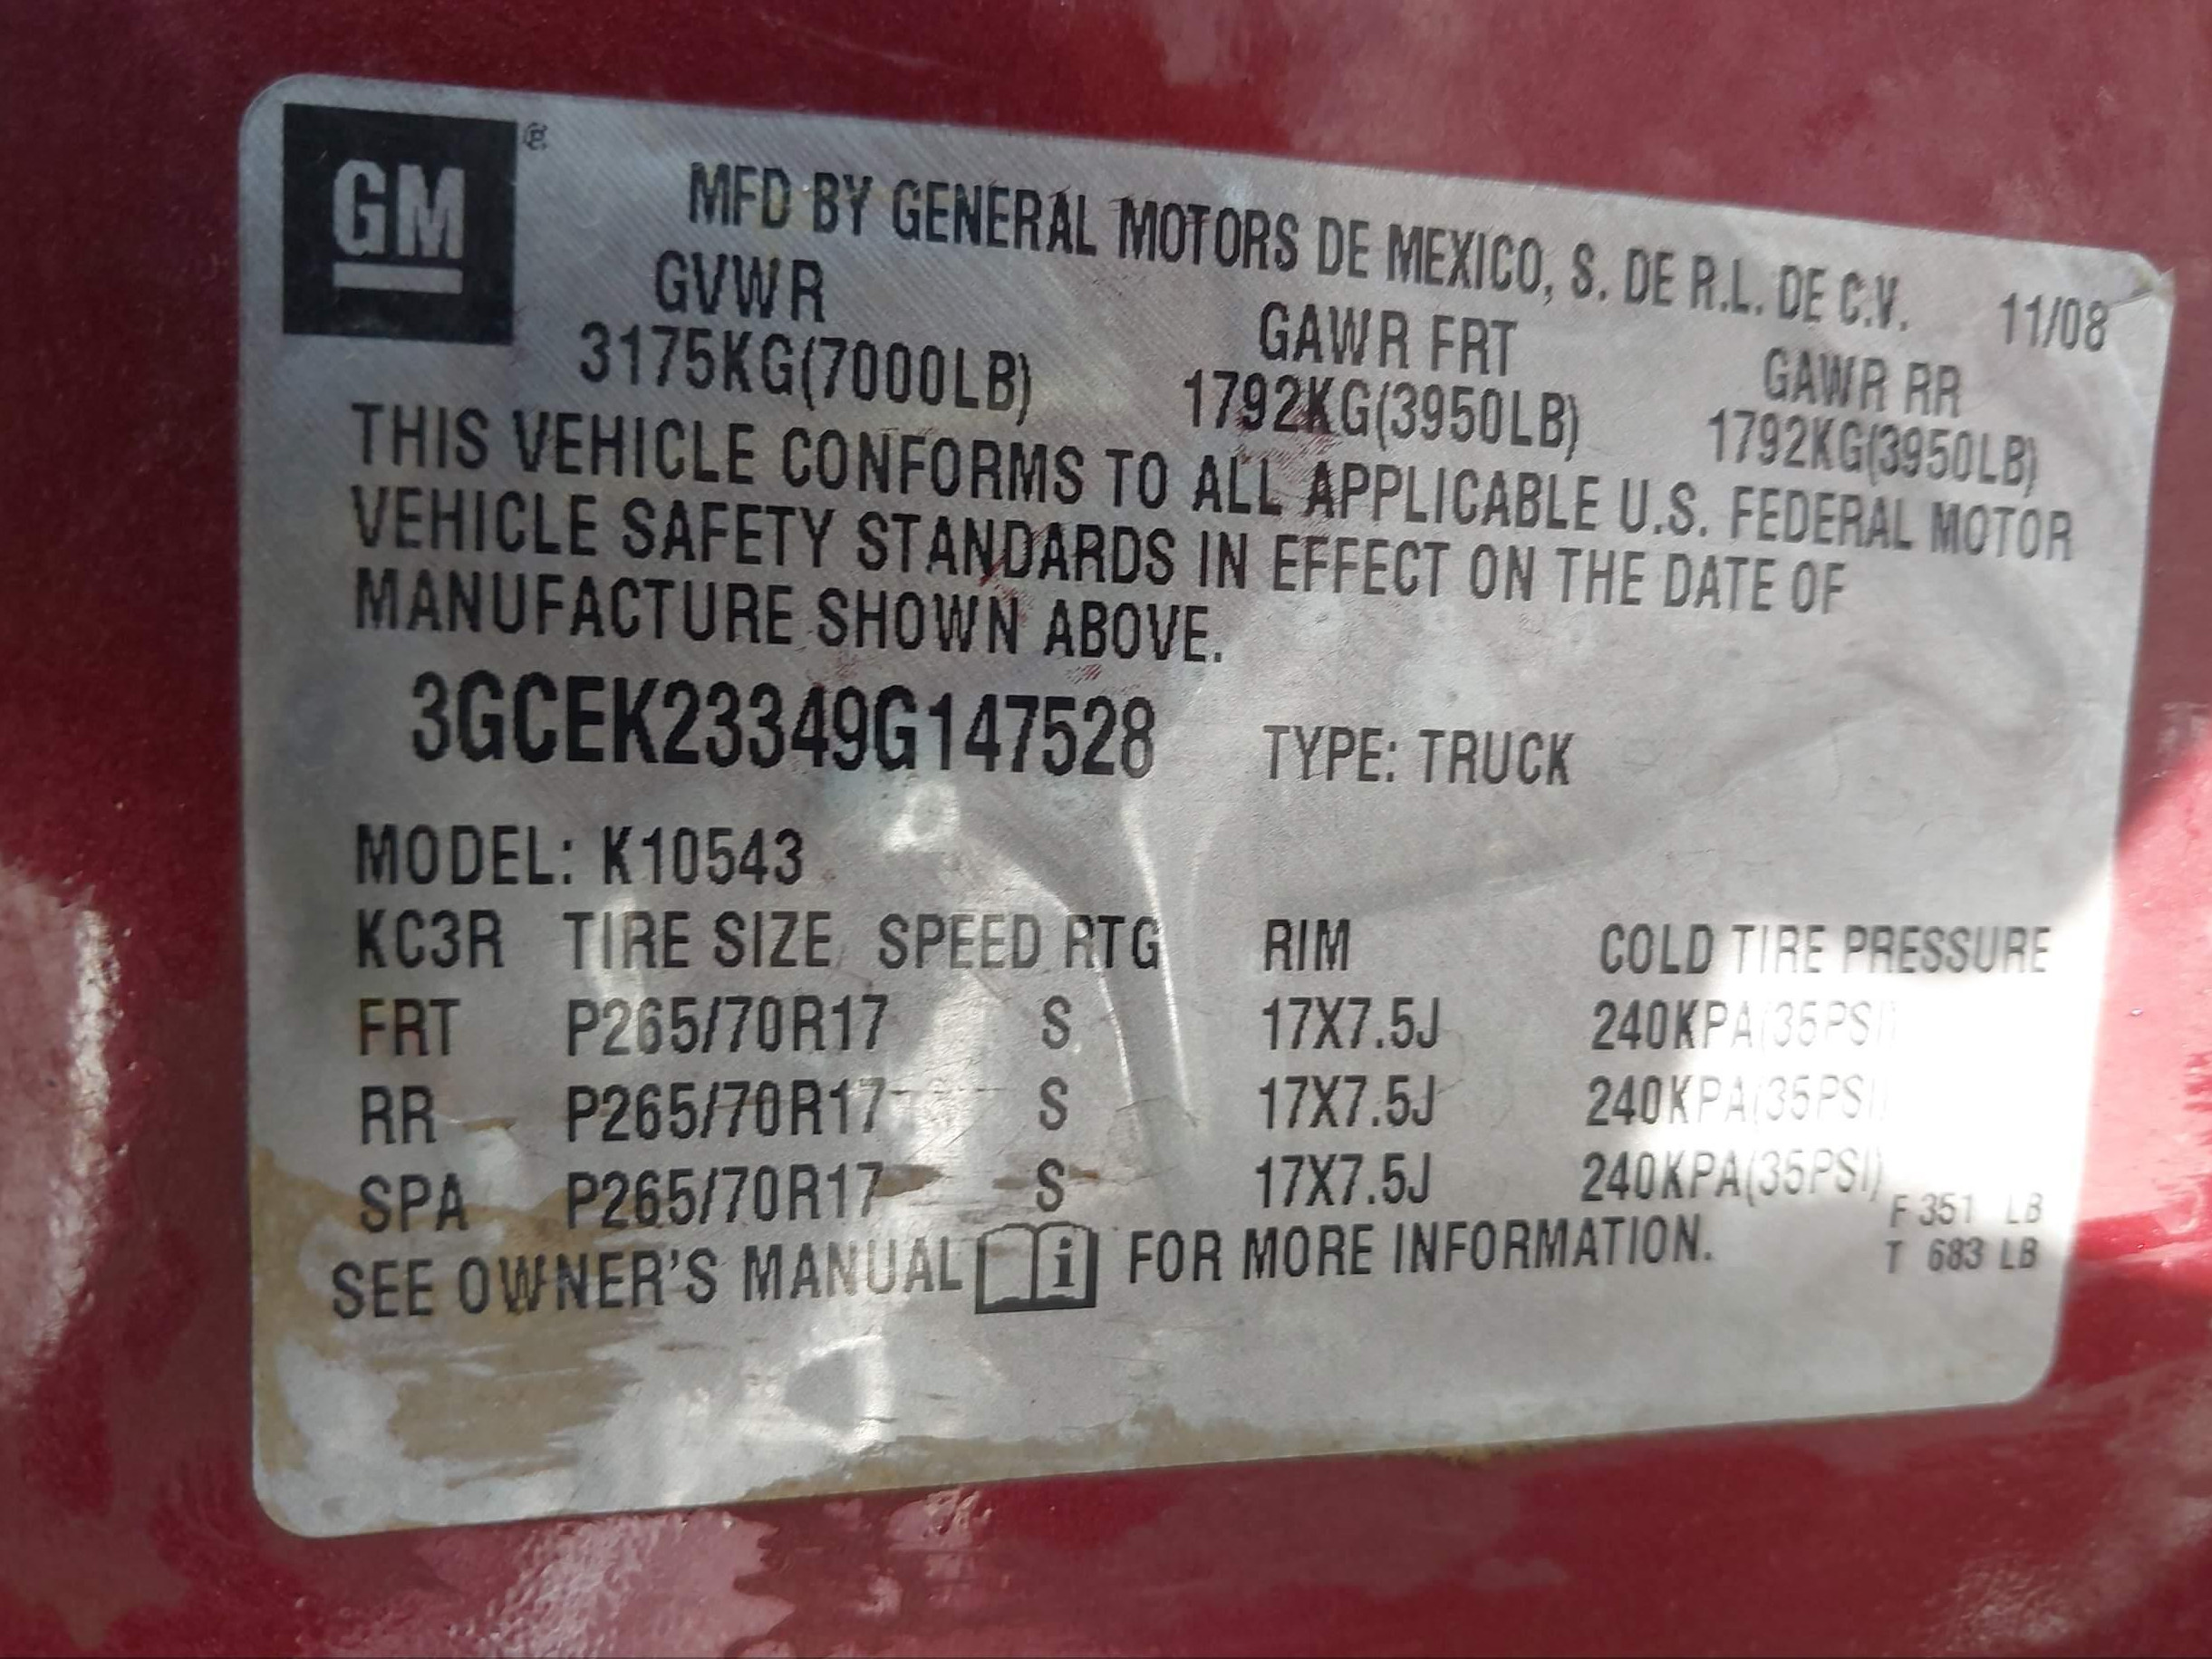 GM ®
MFD BY GENERAL MOTORS DE MEXICO, S. DE R.L. DE C.V. 11/08
GVWR GAWR FRT GAWR RR
3175KG(7000LB) 1792KG(3950LB) 1792KG(3950LB)
THIS VEHICLE CONFORMS TO ALL APPLICABLE U.S. FEDERAL MOTOR
VEHICLE SAFETY STANDARDS IN EFFECT ON THE DATE OF
MANUFACTURE SHOWN ABOVE.
3GCEK23349G147528 TYPE: TRUCK
MODEL: K10543
KC3R TIRE SIZE SPEED RTG RIM COLD TIRE PRESSURE
FRT P265/70R17 S 17X7.5J 240KPA(35PSI)
RR P265/70R17 S 17X7.5J 240KPA(35PSI)
SPA P265/70R17 S 17X7.5J 240KPA(35PSI)
F 351 LB
SEE OWNER'S MANUAL i FOR MORE INFORMATION. T 683 LB